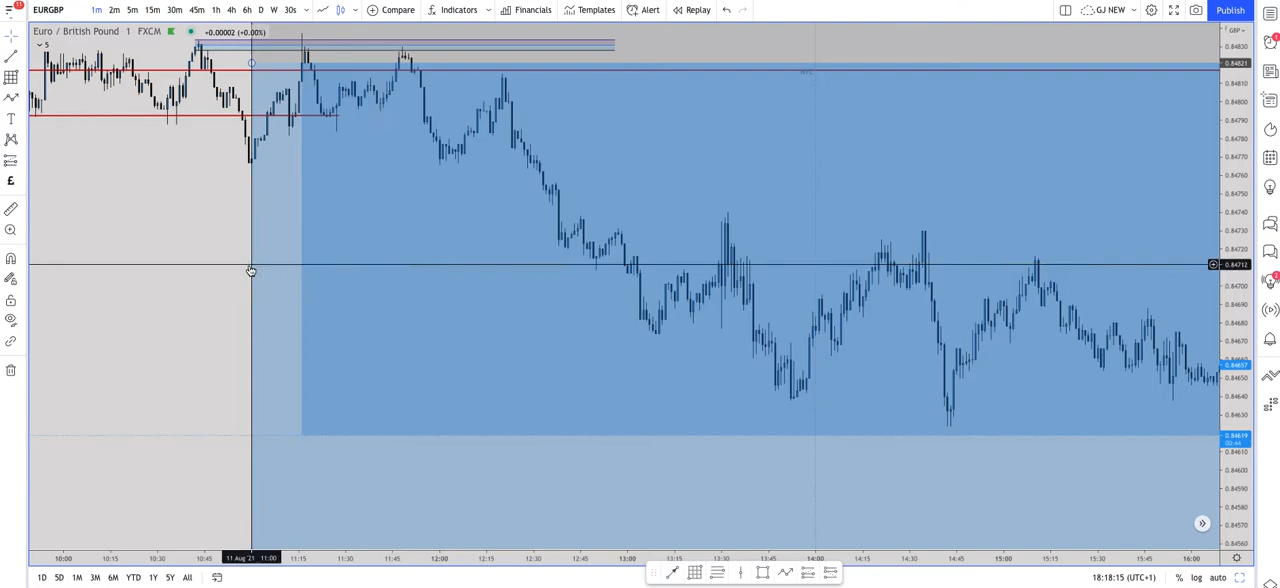 11
EURGBP
1m 2m 5m 15m 30m 45m 1h 4h 6h D W 30s
Compare
Indicators
Financials
Templates
Alert
Replay
GJ NEW
Publish
Euro / British Pound 1 FXCM +0.00002 (+0.00%)
5
T
£
NYC
GBP
0.84830
0.84821
0.84810
0.84800
0.84790
0.84780
0.84770
0.84760
0.84750
0.84740
0.84730
0.84720
0.84712
0.84700
0.84690
0.84680
0.84670
0.84660
0.84657
0.84650
0.84640
0.84630
0.84619
00:44
0.84610
0.84600
0.84590
0.84580
0.84570
0.84560
1
2
10:00 10:15 10:30 10:45 11 Aug '21 11:00 11:15 11:30 11:45 12:00 12:15 12:30 12:45 13:00 13:15 13:30 13:45 14:00 14:15 14:30 14:45 15:00 15:15 15:30 15:45 16:00
1D 5D 1M 3M 6M YTD 1Y 5Y All
18:18:15 (UTC+1) % log auto